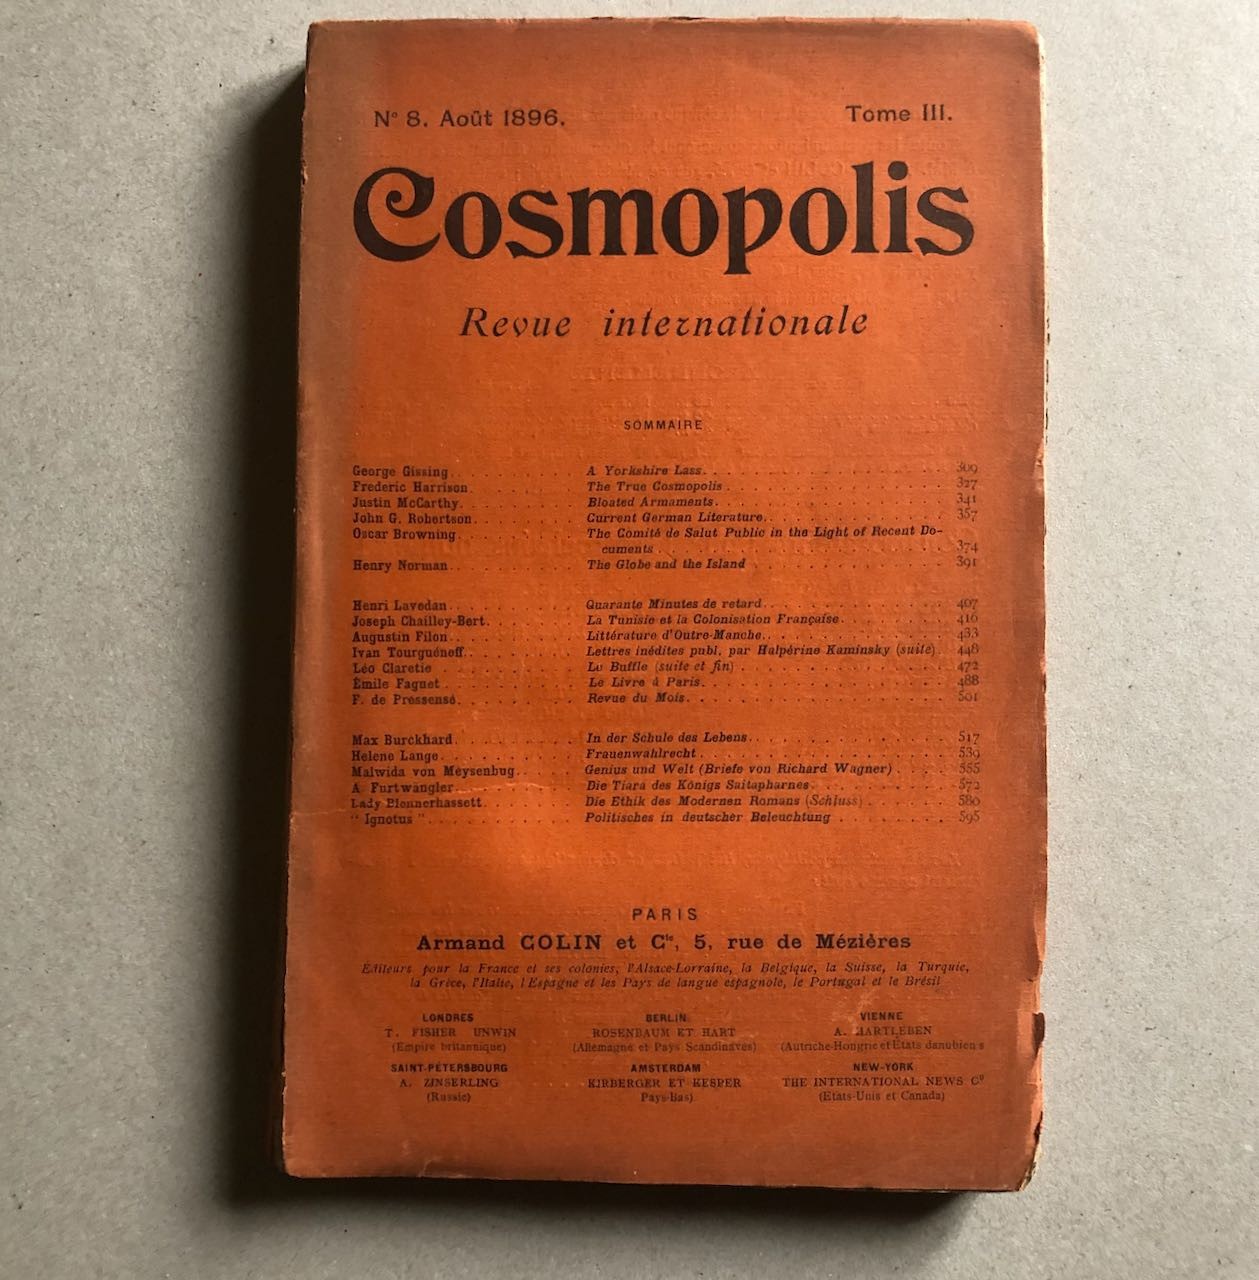 Nº 8. Août 1896. Tome III.
Cosmopolis
Revue internationale
SOMMAIRE
George Gissing. . . . . . . . . A Yorkshire Lass. . . . . . . . . 309
Frederic Harrison. . . . . . . . . The True Cosmopolis . . . . . . . . . 327
Justin McCarthy. . . . . . . . . Bloated Armaments. . . . . . . . . 341
John G. Robertson. . . . . . . . . Current German Literature. . . . . . . . . 357
Oscar Browning. . . . . . . . . The Comité de Salut Public in the Light of Recent Do-
cuments . . . . . . . . . 374
Henry Norman. . . . . . . . . The Globe and the Island . . . . . . . . . 391
Henri Lavedan. . . . . . . . . Quarante Minutes de retard. . . . . . . . . 407
Joseph Chailley-Bert. . . . . . . . . La Tunisie et la Colonisation Française. . . . . . . . . 416
Augustin Filon. . . . . . . . . Littérature d'Outre-Manche. . . . . . . . . 433
Ivan Tourguéneff. . . . . . . . . Lettres inédites publ. par Halpérine Kaminsky (suite). 448
Léo Claretie . . . . . . . . . Le Buffle (suite et fin) . . . . . . . . . 472
Émile Faguet . . . . . . . . . Le Livre à Paris. . . . . . . . . 488
F. de Pressensé. . . . . . . . . Revue du Mois. . . . . . . . . 501
Max Burckhard. . . . . . . . . In der Schule des Lebens. . . . . . . . . 517
Helene Lange. . . . . . . . . Frauenwahlrecht . . . . . . . . . 539
Malwida von Meysenbug. . Genius und Welt (Briefe von Richard Wagner) . . . . 555
A Furtwängler. . . . . . . . . Die Tiara des Königs Saitapharnes. . . . . . . . . 572
Lady Blennerhassett. . . . . . . . . Die Ethik des Modernen Romans (Schluss) . . . . . . . 580
" Ignotus ". . . . . . . . . Politisches in deutscher Beleuchtung . . . . . . . . . 595
PARIS
Armand COLIN et Cie, 5, rue de Mézières
Éditeurs pour la France et ses colonies, l'Alsace-Lorraine, la Belgique, la Suisse, la Turquie,
la Grèce, l'Italie, l'Espagne et les Pays de langue espagnole, le Portugal et le Brésil
LONDRES BERLIN VIENNE
T. FISHER UNWIN ROSENBAUM ET HART A. HARTLEBEN
(Empire britannique) (Allemagne et Pays Scandinaves) (Autriche-Hongrie et États danubiens
SAINT-PÉTERSBOURG AMSTERDAM NEW-YORK
A. ZINSERLING KIRBERGER ET KESPER THE INTERNATIONAL NEWS Cº
(Russie) Pays-Bas) (États-Unis et Canada)